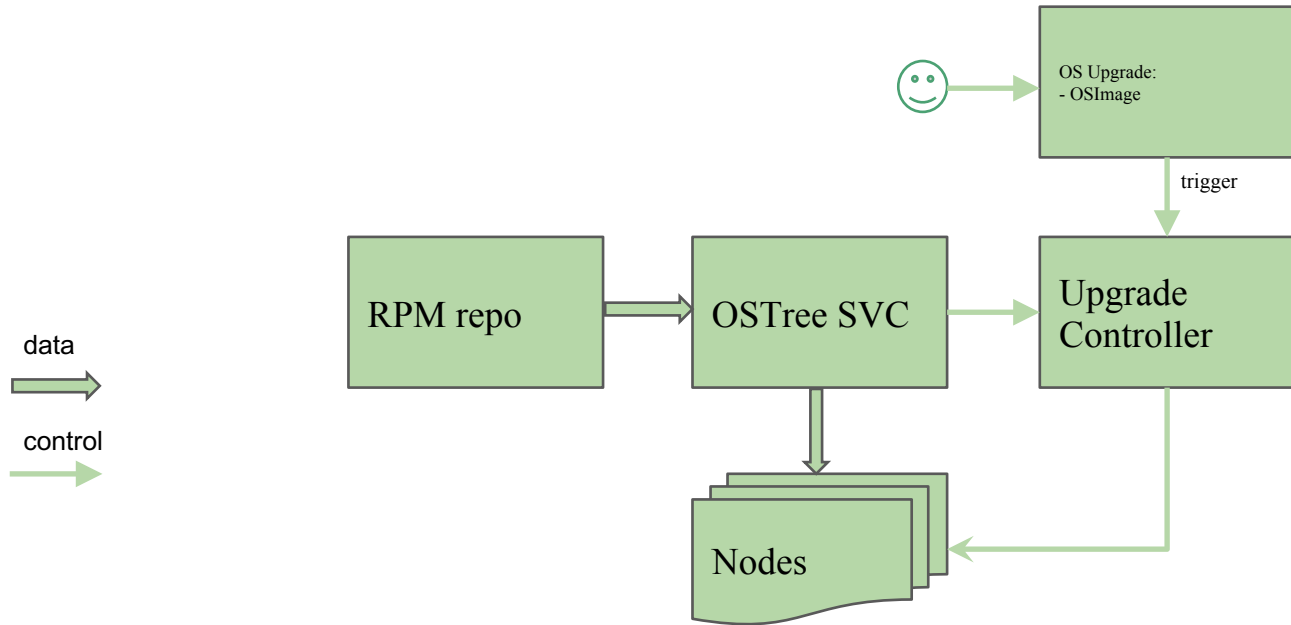 OS Upgrade:
- OSImage
trigger
RPM repo
OSTree SVC
Upgrade
Controller
data
control
Nodes